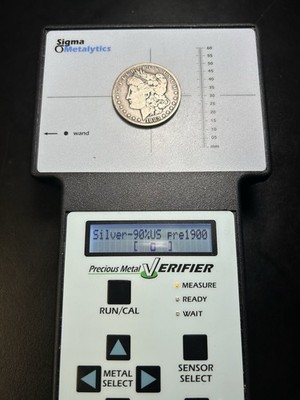 Sigma
Metalytics
wand
mm
Silver-90%US pre1900
[ 0 ]
Precious Metal VERIFIER
MEASURE
READY
WAIT
RUN/CAL
METAL
SELECT
SENSOR
SELECT